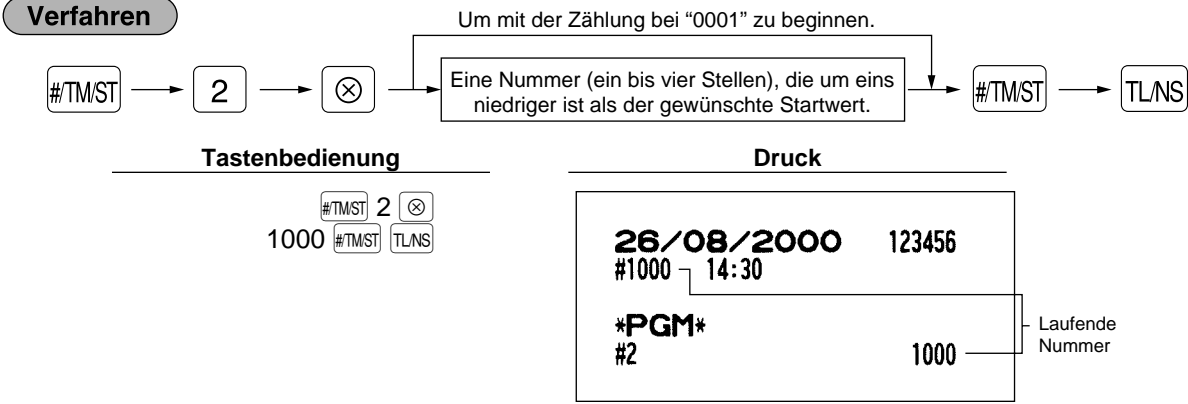 Verfahren
Um mit der Zählung bei “0001” zu beginnen.
#/TM/ST 2 ⊗ Eine Nummer (ein bis vier Stellen), die um eins
niedriger ist als der gewünschte Startwert. #/TM/ST TL/NS
Tastenbedienung
#/TM/ST 2 ⊗
1000 #/TM/ST TL/NS
Druck
26/08/2000 123456
#1000 14:30
*PGM*
#2 1000
Laufende
Nummer